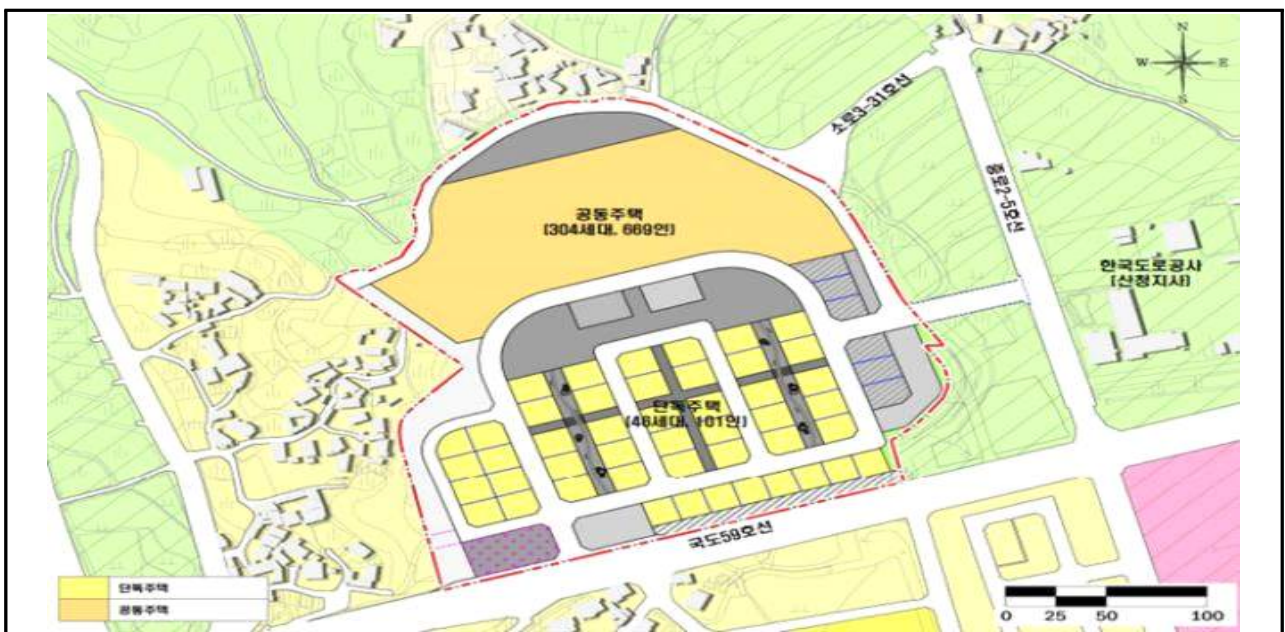 N
W E
S
소로3-31호선
중로2-5호선
공동주택
(304세대, 669인)
한국도로공사
(산청지사)
단독주택
(46세대, 101인)
국도59호선
단독주택
공동주택
0 25 50 100